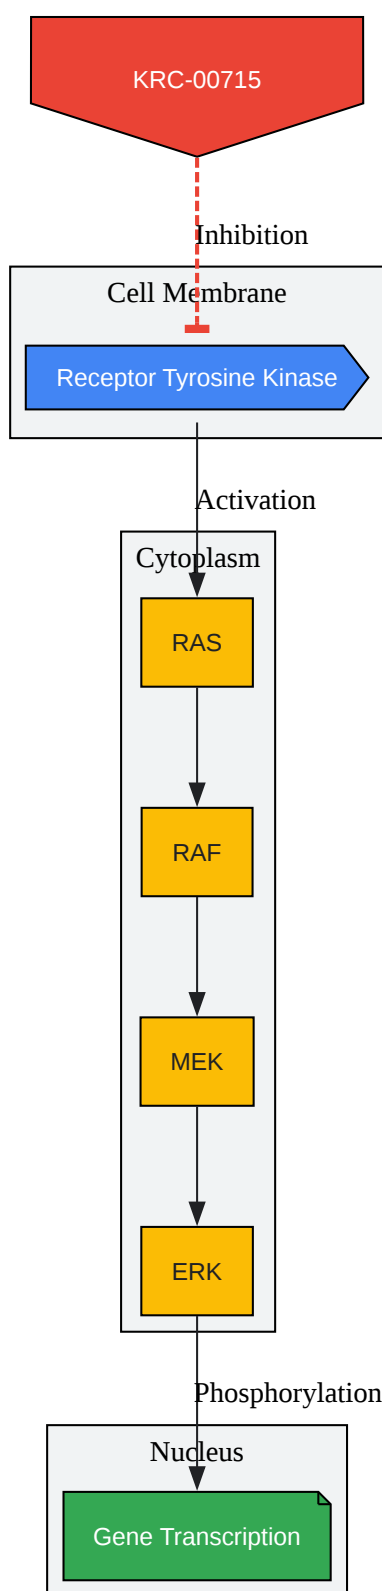 KRC-00715
Inhibition
Cell Membrane
Receptor Tyrosine Kinase
Activation
Cytoplasm
RAS
RAF
MEK
ERK
Phosphorylation
Nucleus
Gene Transcription